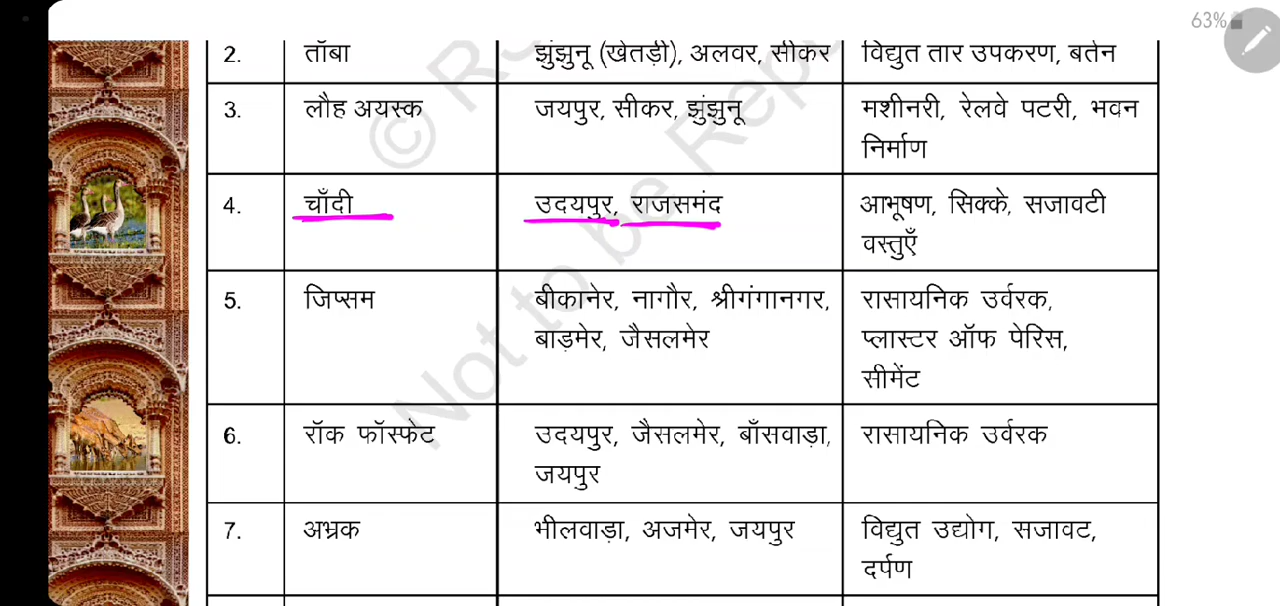 63%
2. ताँबा झुंझुनू (खेतड़ी), अलवर, सीकर विद्युत तार उपकरण, बर्तन
3. लौह अयस्क जयपुर, सीकर, झुंझुनू मशीनरी, रेलवे पटरी, भवन
निर्माण
4. चाँदी उदयपुर, राजसमंद आभूषण, सिक्के, सजावटी
वस्तुएँ
5. जिप्सम बीकानेर, नागौर, श्रीगंगानगर, रासायनिक उर्वरक,
बाड़मेर, जैसलमेर प्लास्टर ऑफ पेरिस,
सीमेंट
6. रॉक फॉस्फेट उदयपुर, जैसलमेर, बाँसवाड़ा, रासायनिक उर्वरक
जयपुर
7. अभ्रक भीलवाड़ा, अजमेर, जयपुर विद्युत उद्योग, सजावट,
दर्पण
©
Not to be